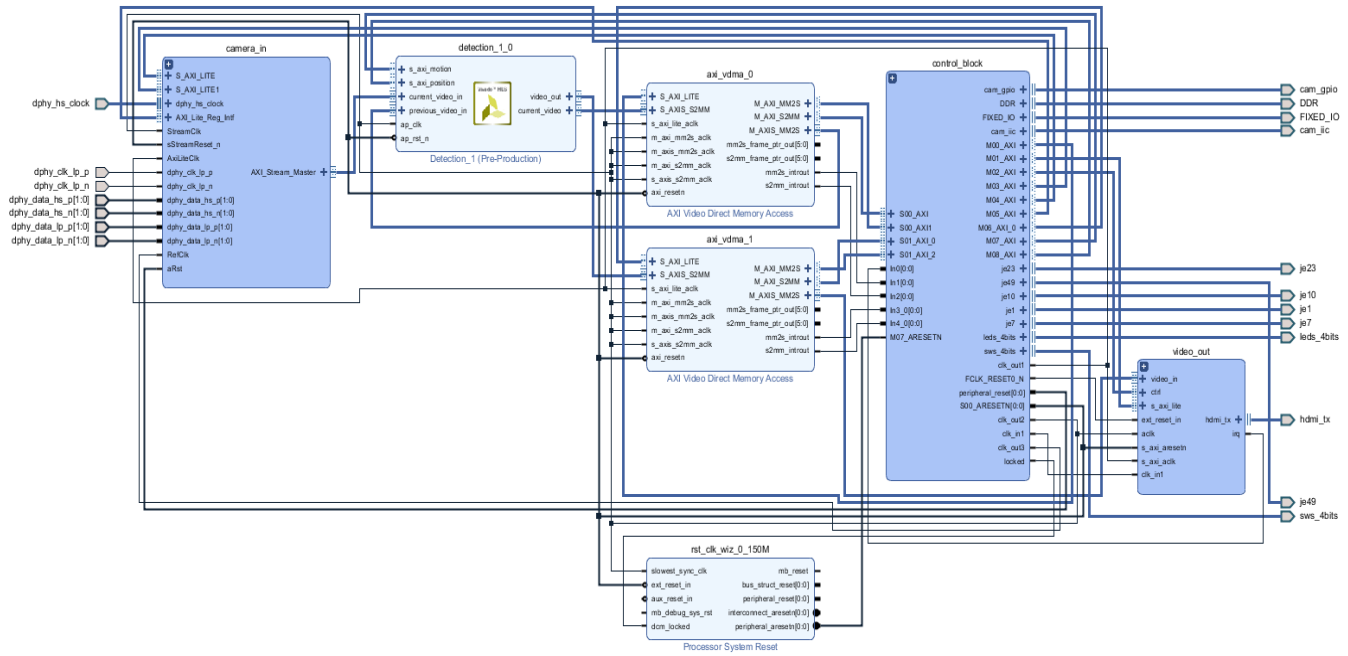 camera_in
S_AXI_LITE
S_AXI_LITE1
dphy_hs_clock
AXI_Lite_Reg_Intf
StreamClk
sStreamReset_n
AxiLiteClk
dphy_clk_lp_p
dphy_clk_lp_n
dphy_data_hs_p[1:0]
dphy_data_hs_n[1:0]
dphy_data_lp_p[1:0]
dphy_data_lp_n[1:0]
RefClk
aRst
AXI_Stream_Master
dphy_hs_clock
dphy_clk_lp_p
dphy_clk_lp_n
dphy_data_hs_p[1:0]
dphy_data_hs_n[1:0]
dphy_data_lp_p[1:0]
dphy_data_lp_n[1:0]
detection_1_0
s_axi_motion
s_axi_position
current_video_in
previous_video_in
ap_clk
ap_rst_n
video_out
current_video
Detection_1 (Pre-Production)
axi_vdma_0
S_AXI_LITE
S_AXIS_S2MM
s_axi_lite_aclk
m_axi_mm2s_aclk
m_axis_mm2s_aclk
m_axi_s2mm_aclk
s_axis_s2mm_aclk
axi_resetn
M_AXI_MM2S
M_AXI_S2MM
M_AXIS_MM2S
mm2s_frame_ptr_out[5:0]
s2mm_frame_ptr_out[5:0]
mm2s_introut
s2mm_introut
AXI Video Direct Memory Access
axi_vdma_1
S_AXI_LITE
S_AXIS_S2MM
s_axi_lite_aclk
m_axi_mm2s_aclk
m_axis_mm2s_aclk
m_axi_s2mm_aclk
s_axis_s2mm_aclk
axi_resetn
M_AXI_MM2S
M_AXI_S2MM
M_AXIS_MM2S
mm2s_frame_ptr_out[5:0]
s2mm_frame_ptr_out[5:0]
mm2s_introut
s2mm_introut
AXI Video Direct Memory Access
control_block
S00_AXI
S00_AXI1
S01_AXI_0
S01_AXI_2
In0[0:0]
In1[0:0]
In2[0:0]
In3_0[0:0]
In4_0[0:0]
M07_ARESETN
cam_gpio
DDR
FIXED_IO
cam_iic
M00_AXI
M01_AXI
M02_AXI
M03_AXI
M04_AXI
M05_AXI
M06_AXI_0
M07_AXI
M08_AXI
je23
je49
je10
je1
je7
leds_4bits
sws_4bits
clk_out1
FCLK_RESET0_N
peripheral_reset[0:0]
S00_ARESETN[0:0]
clk_out2
clk_in1
clk_out3
locked
video_out
video_in
ctrl
s_axi_lite
ext_reset_in
aclk
s_axi_aresetn
s_axi_aclk
clk_in1
hdmi_tx
irq
cam_gpio
DDR
FIXED_IO
cam_iic
je23
je10
je1
je7
leds_4bits
hdmi_tx
je49
sws_4bits
rst_clk_wiz_0_150M
slowest_sync_clk
ext_reset_in
aux_reset_in
mb_debug_sys_rst
dcm_locked
mb_reset
bus_struct_reset[0:0]
peripheral_reset[0:0]
interconnect_aresetn[0:0]
peripheral_aresetn[0:0]
Processor System Reset